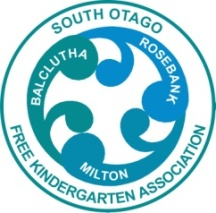 SOUTH OTAGO
BALCLUTHA
ROSEBANK
MILTON
FREE KINDERGARTEN ASSOCIATION